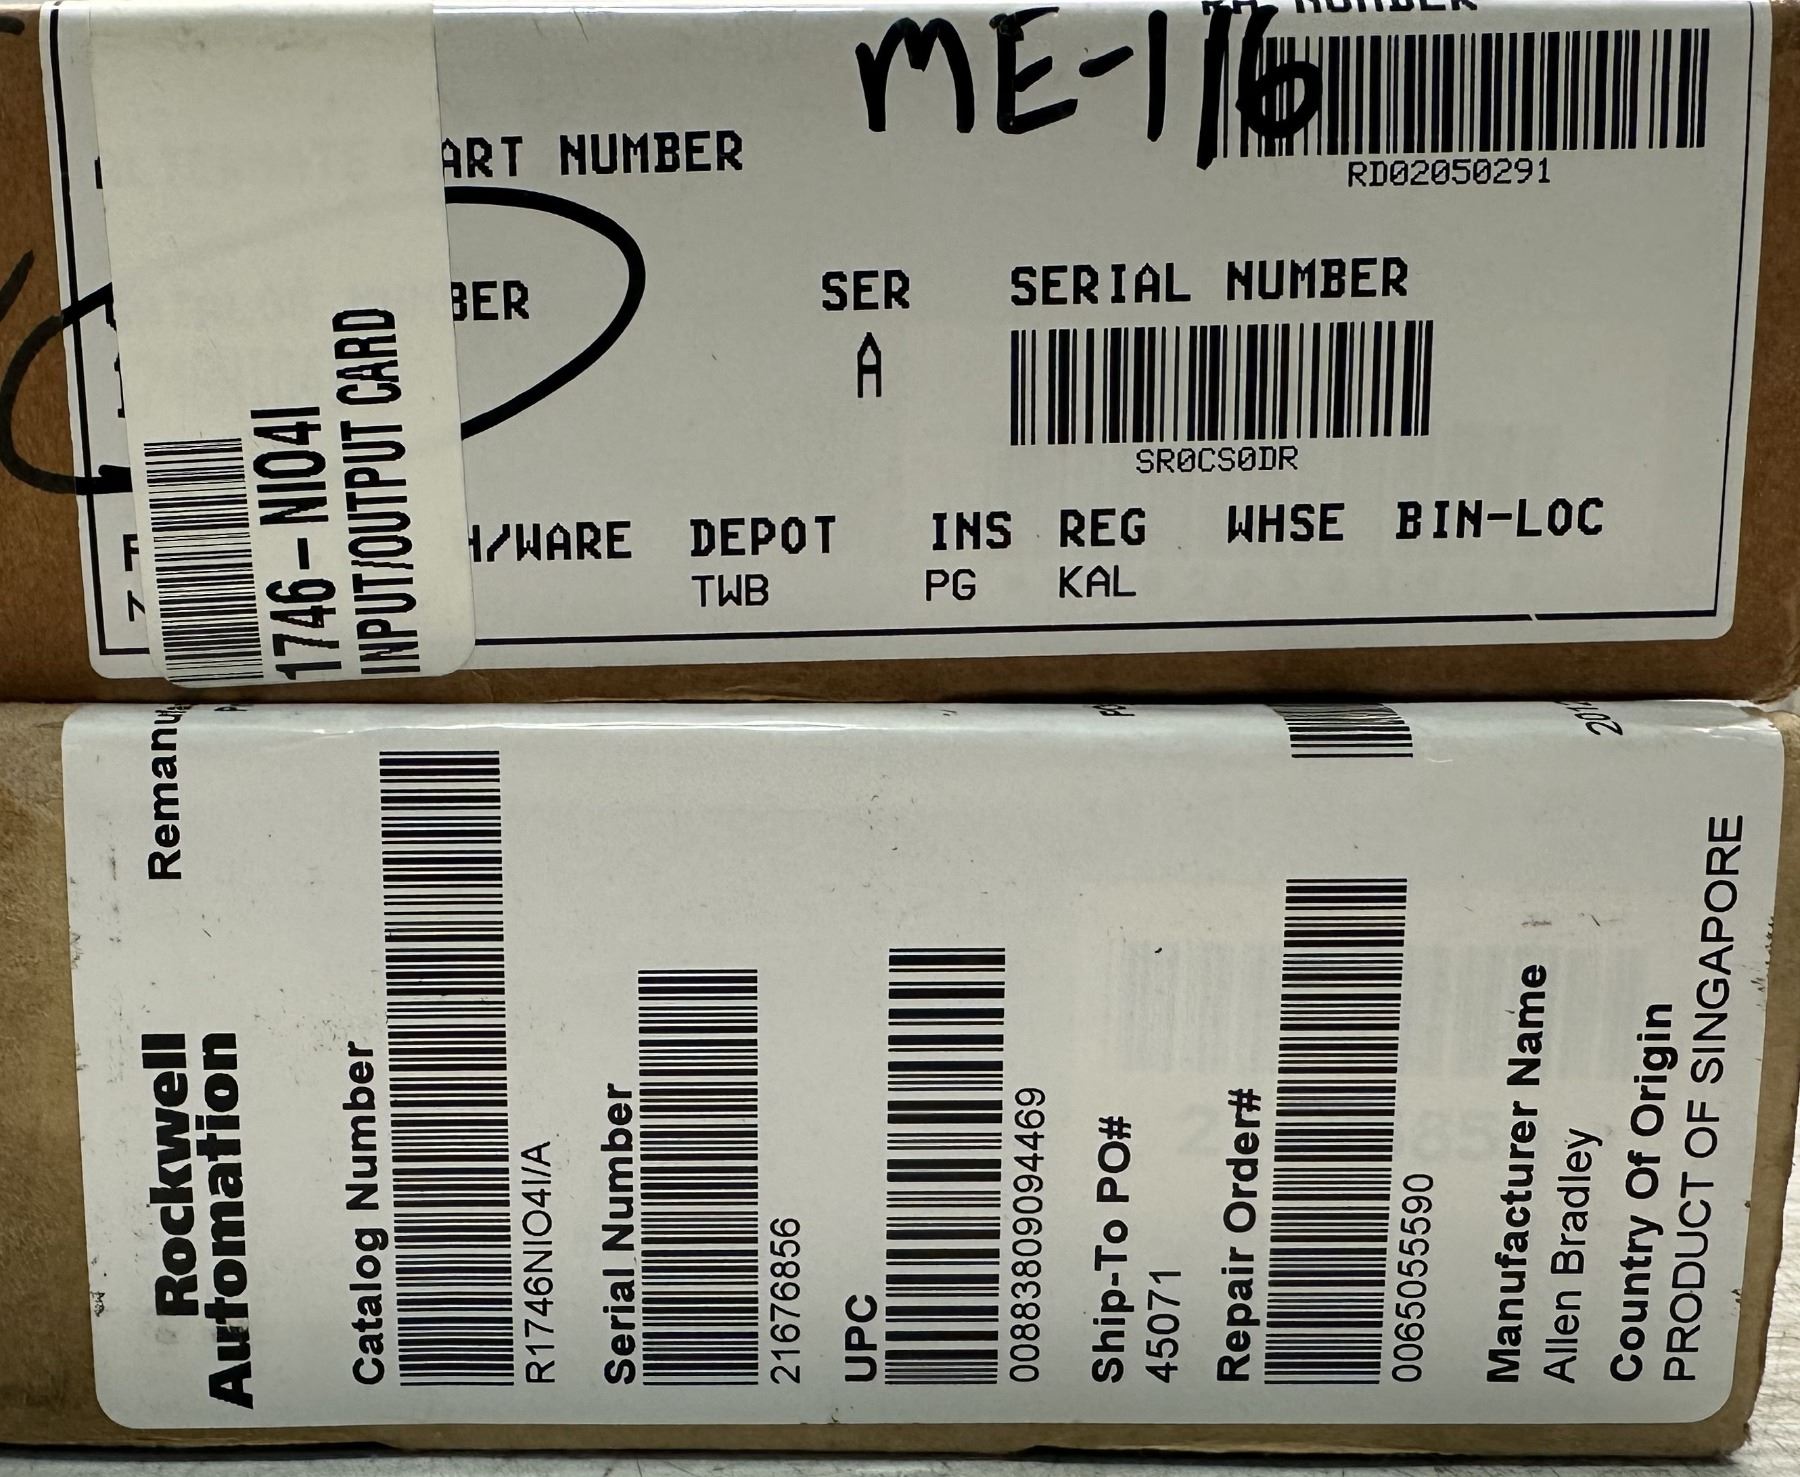 ME-116
RD02050291
ART NUMBER
BER
SER
A
SERIAL NUMBER
SR0CS0DR
H/WARE DEPOT INS REG WHSE BIN-LOC
TWB PG KAL
1746-NIO4I
INPUT/OUTPUT CARD
Remanuf
Rockwell
Automation
Catalog Number
R1746NIO4I/A
Serial Number
21676856
UPC
00883809094469
Ship-To PO#
45071
Repair Order#
0065055590
Manufacturer Name
Allen Bradley
Country Of Origin
PRODUCT OF SINGAPORE